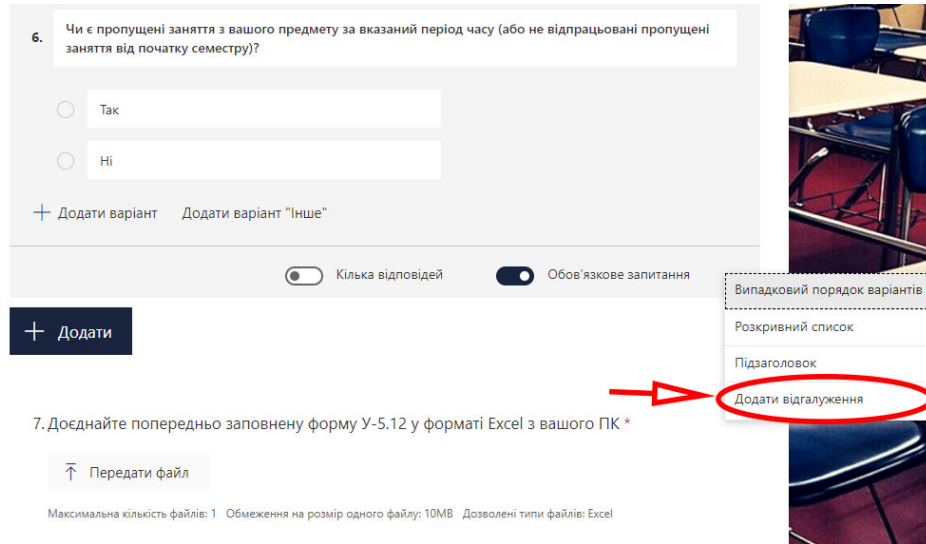 6. Чи є пропущені заняття з вашого предмету за вказаний період часу (або не відпрацьовані пропущені
заняття від початку семестру)?
Так
Ні
+ Додати варіант Додати варіант "Інше"
Кілька відповідей Обов'язкове запитання
Випадковий порядок варіантів
+ Додати
Розкривний список
Підзаголовок
Додати відгалуження
7. Доєднайте попередньо заповнену форму У-5.12 у форматі Excel з вашого ПК *
Передати файл
Максимальна кількість файлів: 1 Обмеження на розмір одного файлу: 10MB Дозволені типи файлів: Excel